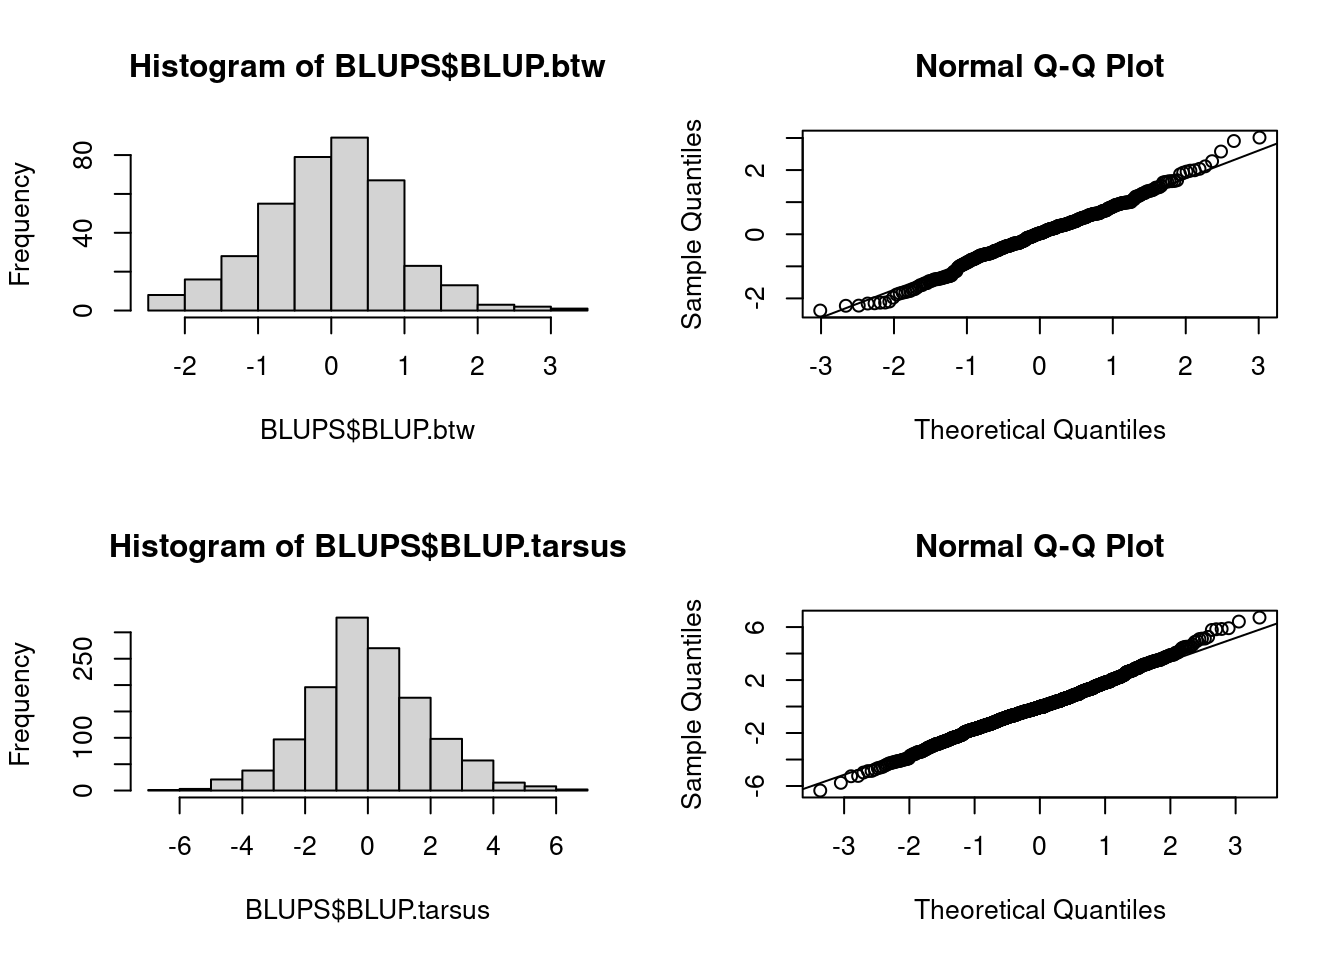 Histogram of BLUPS$BLUP.btw
Frequency
0 40 80
-2 -1 0 1 2 3
BLUPS$BLUP.btw
Normal Q-Q Plot
Sample Quantiles
-2 0 2
-3 -2 -1 0 1 2 3
Theoretical Quantiles
Histogram of BLUPS$BLUP.tarsus
Frequency
0 100 250
-6 -4 -2 0 2 4 6
BLUPS$BLUP.tarsus
Normal Q-Q Plot
Sample Quantiles
-6 -2 2 6
-3 -2 -1 0 1 2 3
Theoretical Quantiles